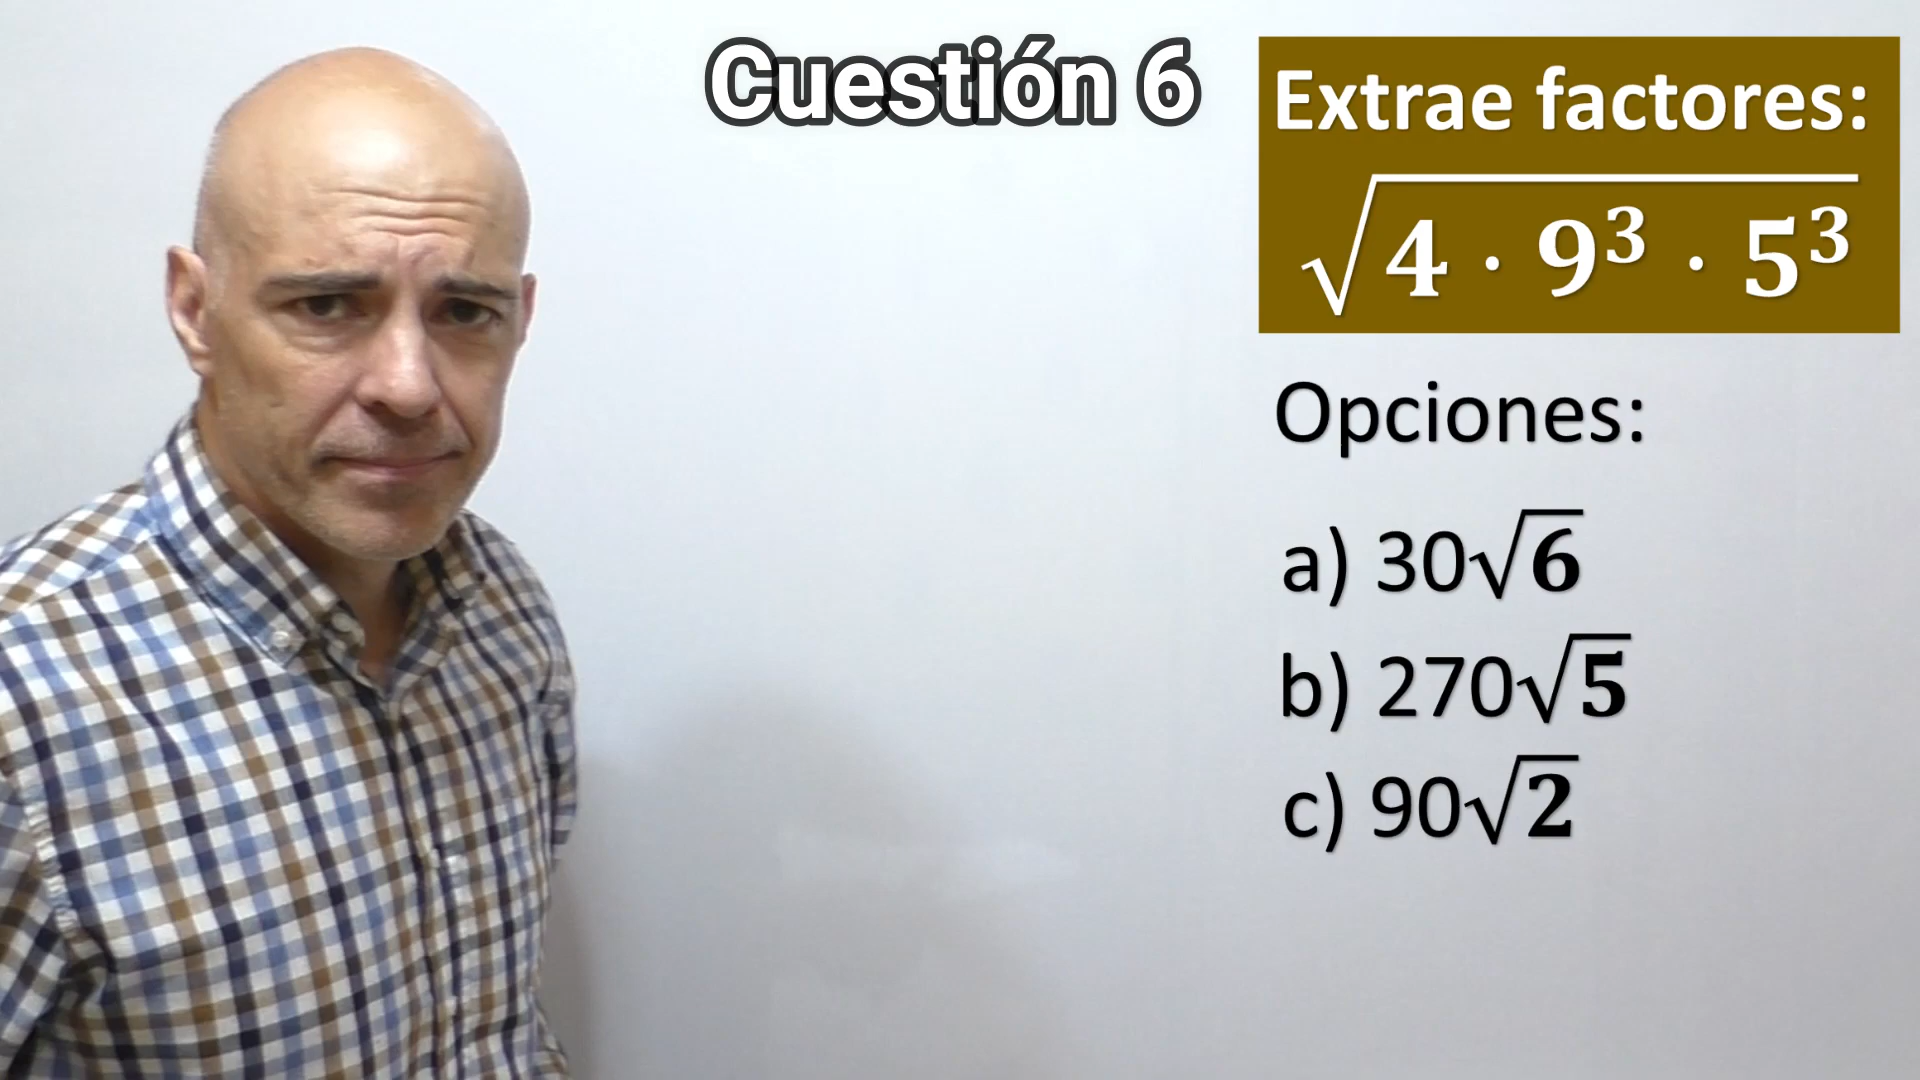 Cuestión 6
Extrae factores:
√4 · 9³ · 5³
Opciones:
a) 30√6
b) 270√5
c) 90√2